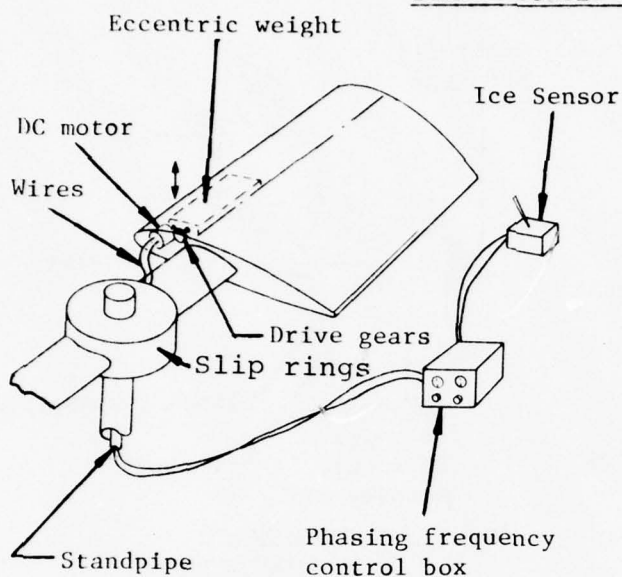 Eccentric weight
Ice Sensor
DC motor
Wires
Drive gears
Slip rings
Phasing frequency
control box
Standpipe